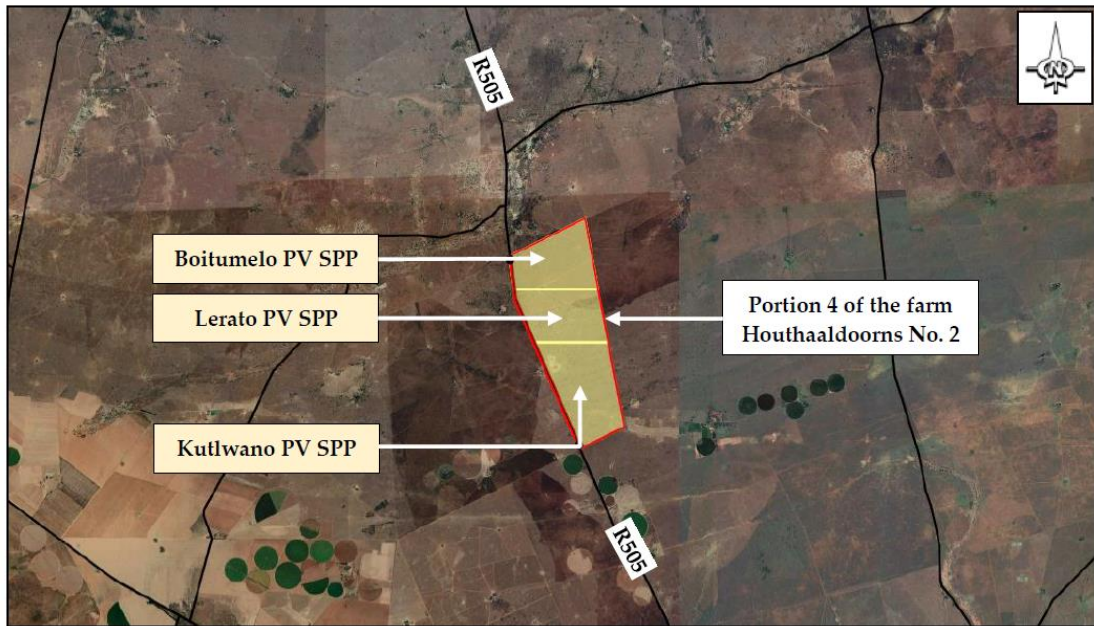 R505
N
Boitumelo PV SPP
Lerato PV SPP
Portion 4 of the farm
Houthaaldoorns No. 2
Kutlwano PV SPP
R505